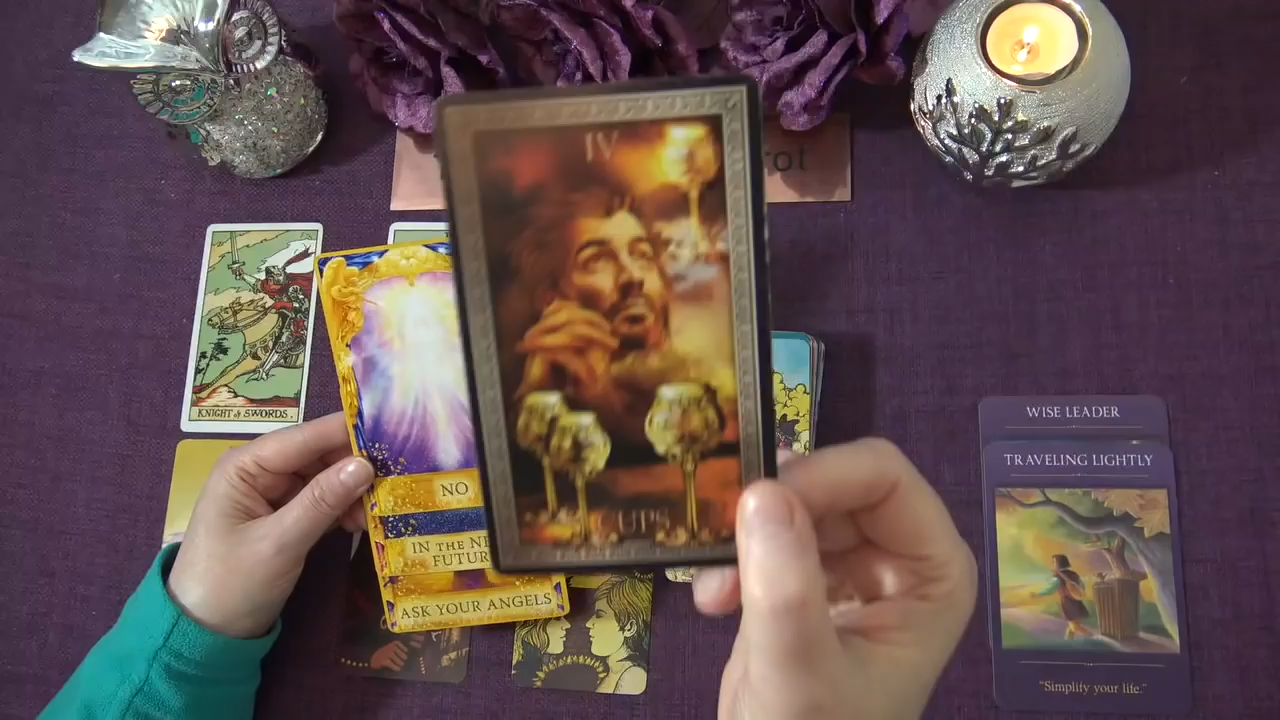 rot
IV
KNIGHT of SWORDS.
NO
IN THE NE
FUTUR
ASK YOUR ANGELS
CUPS
WISE LEADER
TRAVELING LIGHTLY
"Simplify your life."